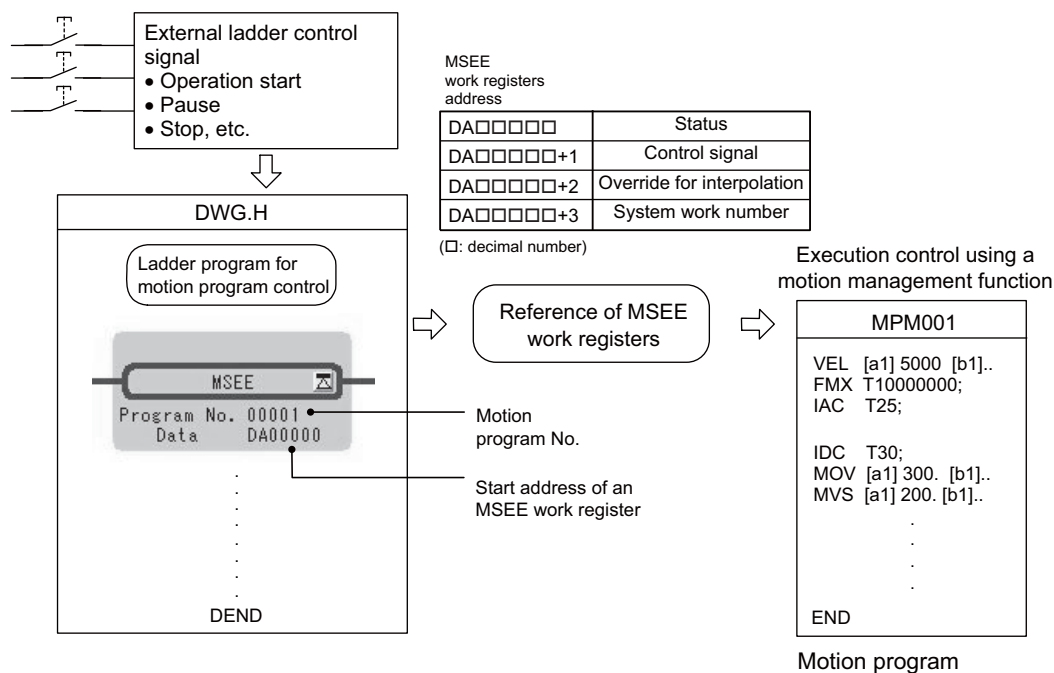 External ladder control
signal
• Operation start
• Pause
• Stop, etc.
MSEE
work registers
address
DA□□□□□ Status
DA□□□□□+1 Control signal
DA□□□□□+2 Override for interpolation
DA□□□□□+3 System work number
(□: decimal number)
DWG.H
Ladder program for
motion program control
MSEE
Program No. 00001
Data DA00000
Motion
program No.
Start address of an
MSEE work register
.
.
.
.
.
.
.
DEND
Reference of MSEE
work registers
Execution control using a
motion management function
MPM001
VEL [a1] 5000 [b1]..
FMX T10000000;
IAC T25;
IDC T30;
MOV [a1] 300. [b1]..
MVS [a1] 200. [b1]..
.
.
.
.
END
Motion program